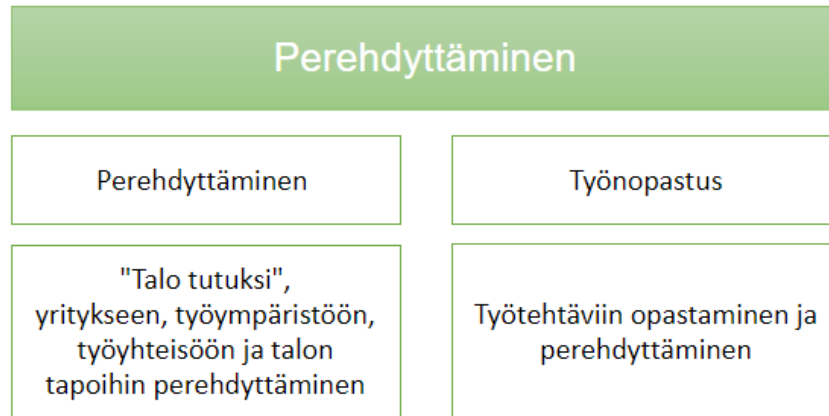 Perehdyttäminen
Perehdyttäminen
Työnopastus
"Talo tutuksi",
yritykseen, työympäristöön,
työyhteisöön ja talon
tapoihin perehdyttäminen
Työtehtäviin opastaminen ja
perehdyttäminen